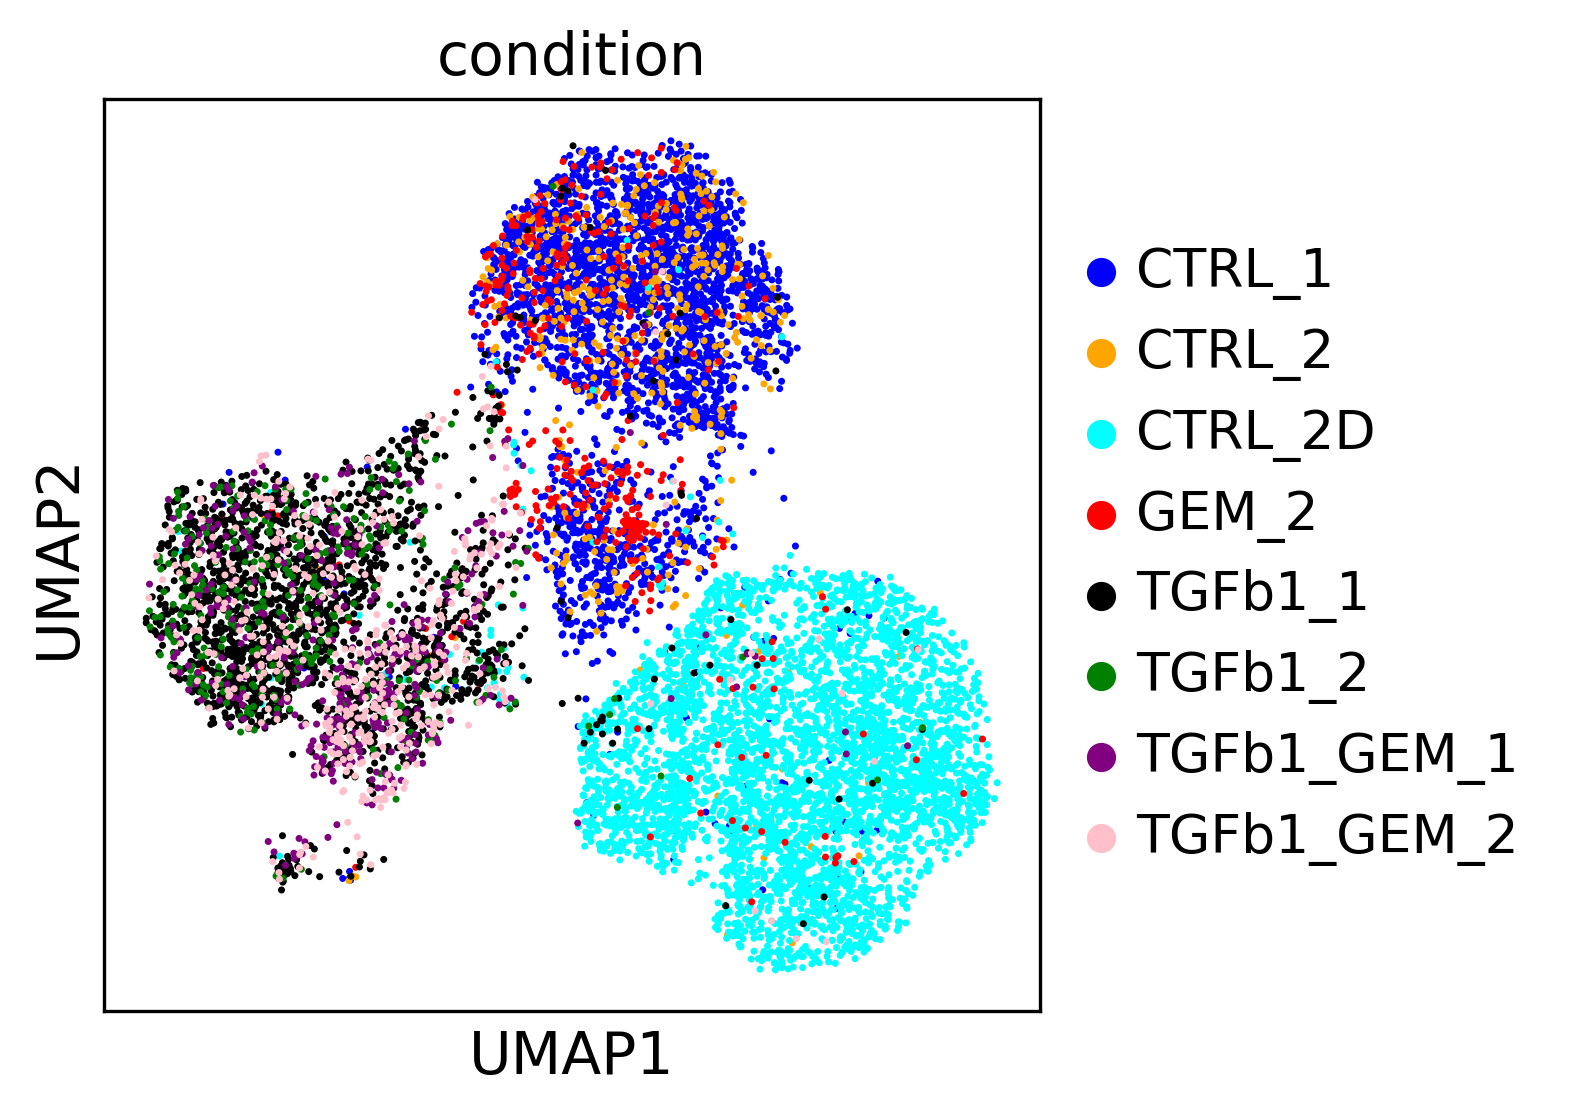 condition
UMAP2
UMAP1
CTRL_1
CTRL_2
CTRL_2D
GEM_2
TGFb1_1
TGFb1_2
TGFb1_GEM_1
TGFb1_GEM_2